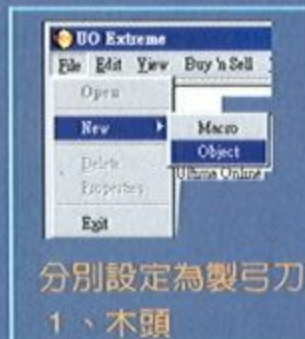 UO Extreme
File Edit View Buy 'n Sell
Open
New Macro
Object
Delete
Ultima Online
Properties
Exit
分別設定為製弓刀
1、木頭